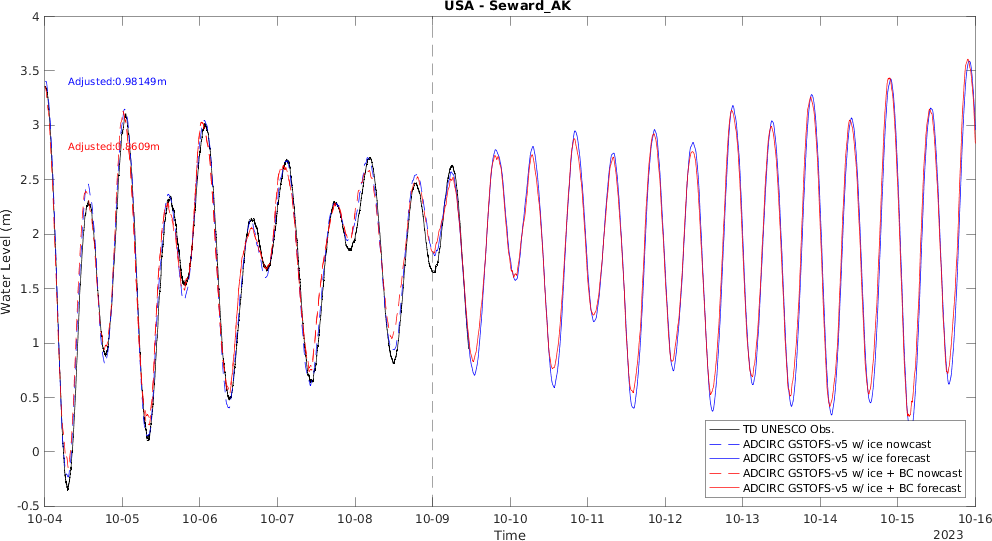 USA - Seward_AK
Water Level (m)
4
3.5
3
2.5
2
1.5
1
0.5
0
-0.5
Adjusted:0.98149m
Adjusted:0.8609m
TD UNESCO Obs.
ADCIRC GSTOFS-v5 w/ ice nowcast
ADCIRC GSTOFS-v5 w/ ice forecast
ADCIRC GSTOFS-v5 w/ ice + BC nowcast
ADCIRC GSTOFS-v5 w/ ice + BC forecast
10-04 10-05 10-06 10-07 10-08 10-09 10-10 10-11 10-12 10-13 10-14 10-15 10-16
Time
2023